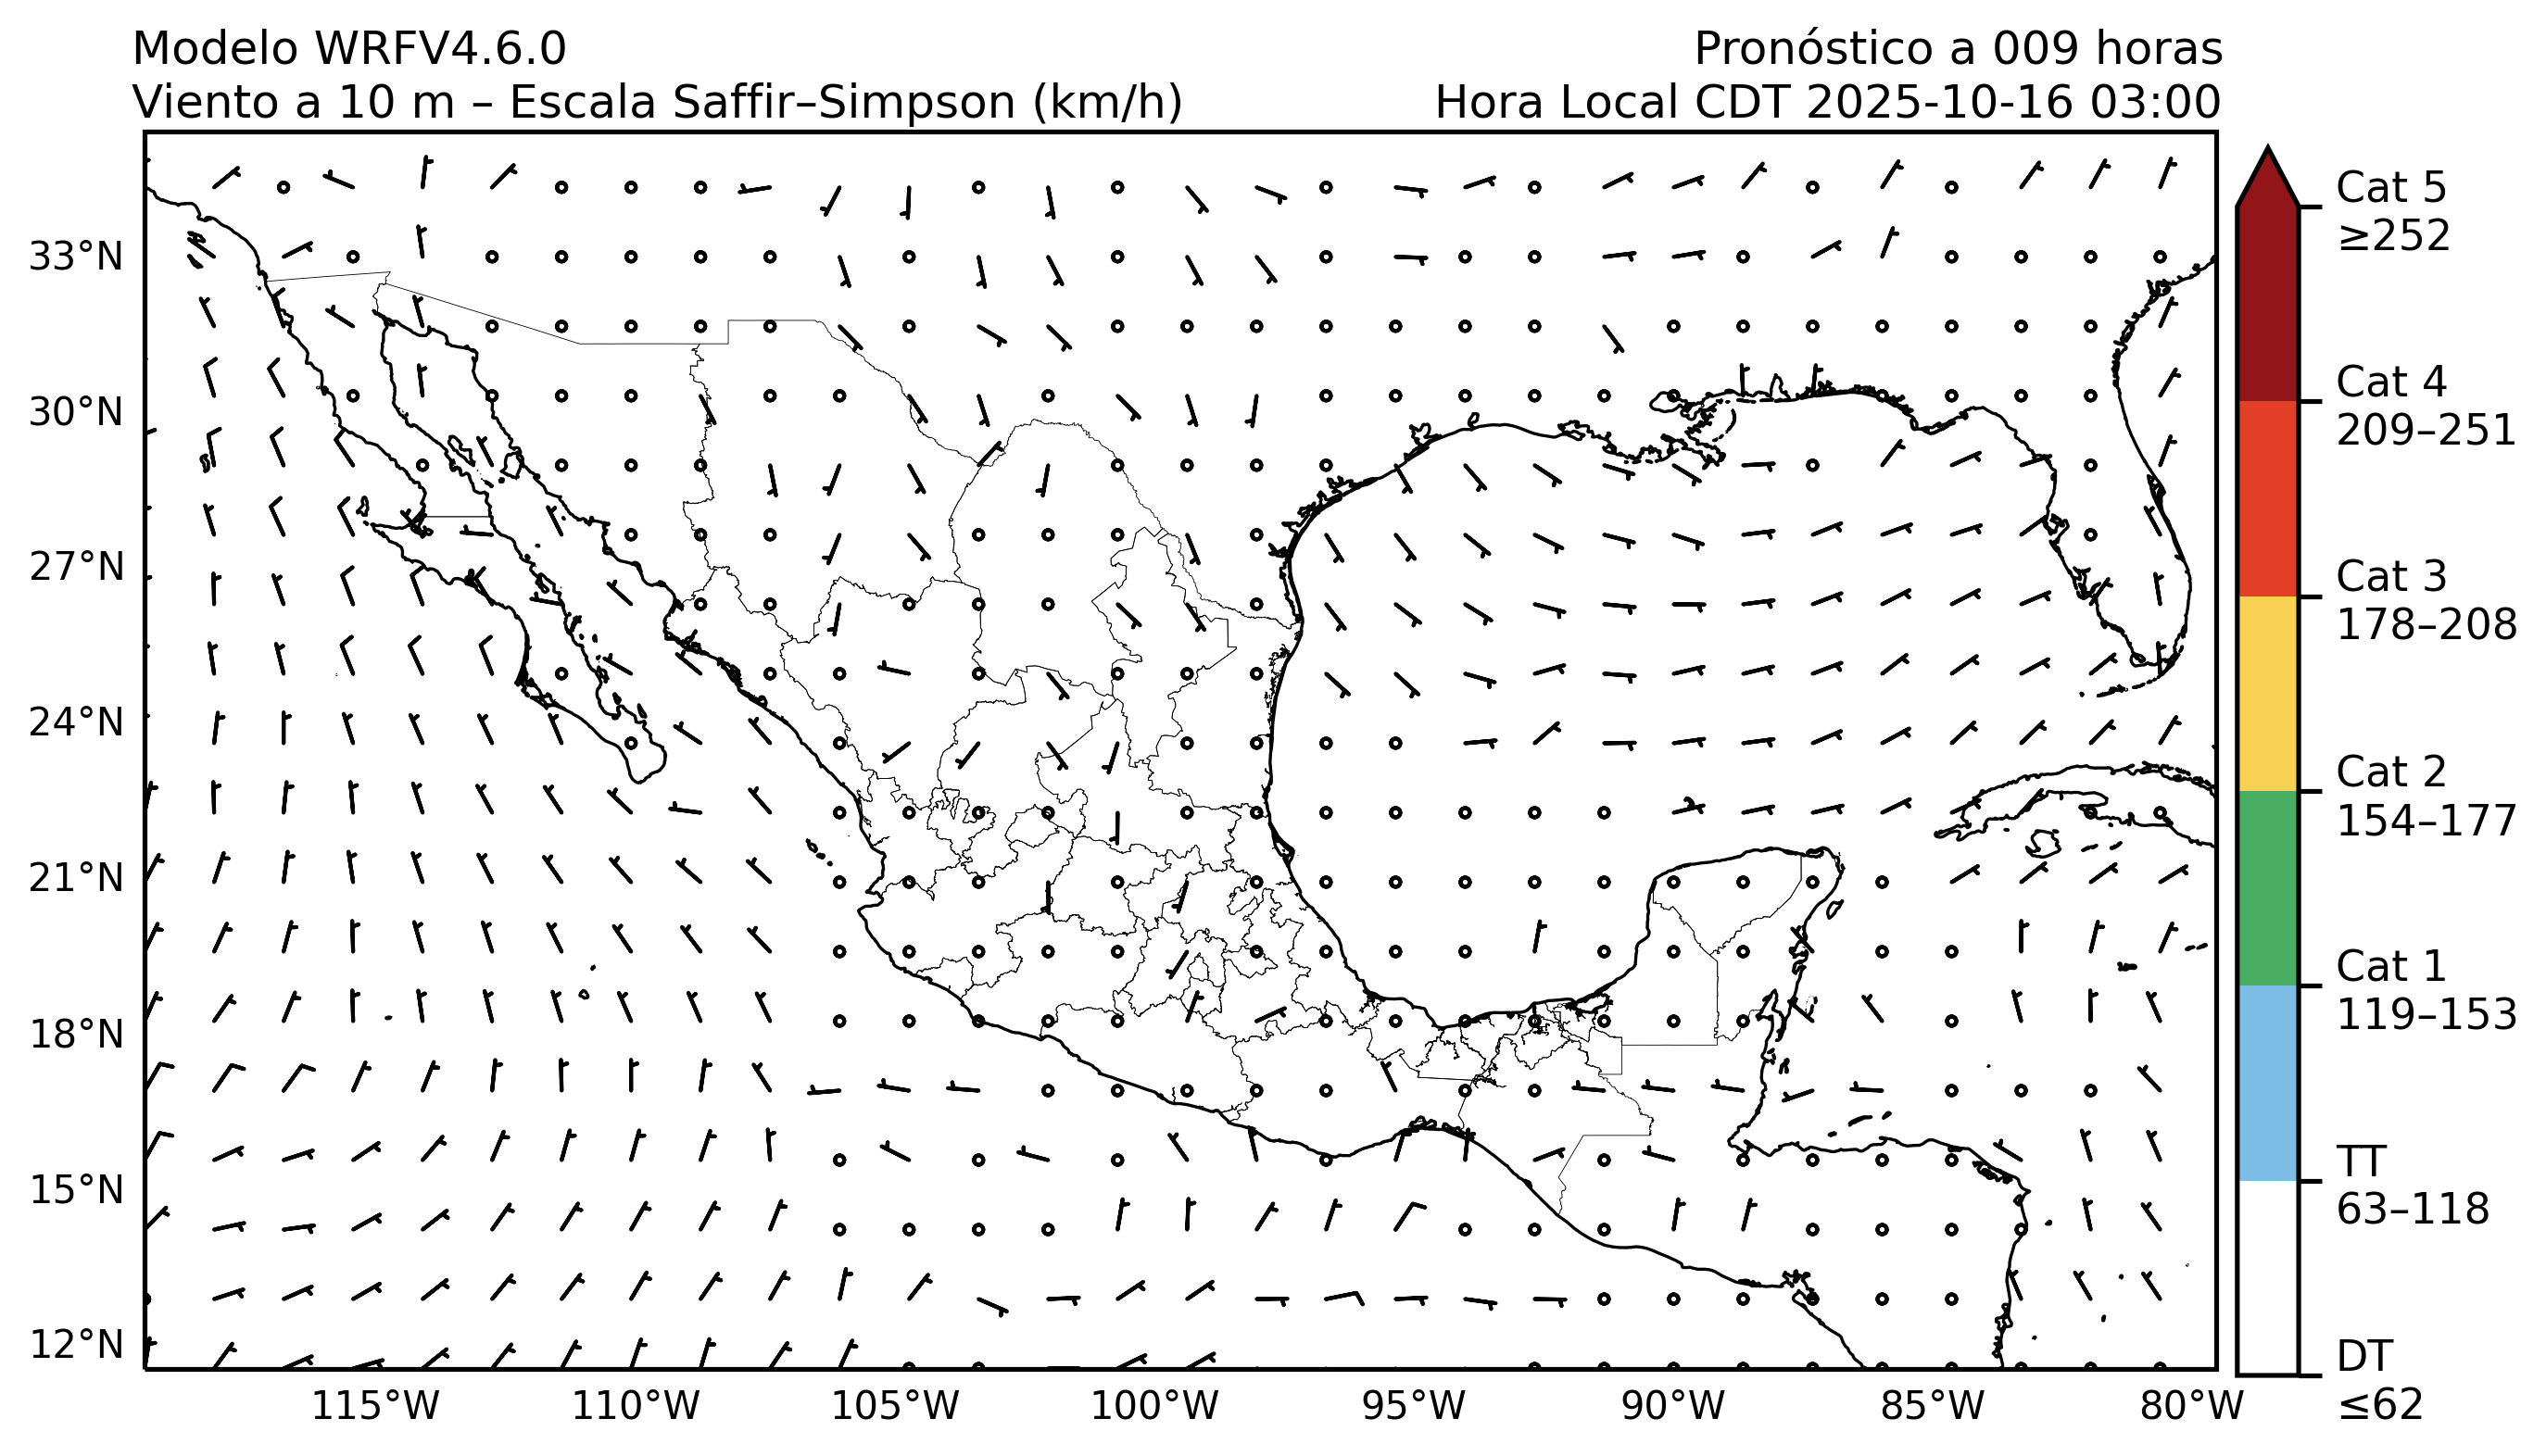 Modelo WRFV4.6.0
Pronóstico a 009 horas
Viento a 10 m – Escala Saffir–Simpson (km/h)
Hora Local CDT 2025-10-16 03:00
33°N
30°N
27°N
24°N
21°N
18°N
15°N
12°N
115°W
110°W
105°W
100°W
95°W
90°W
85°W
80°W
Cat 5
≥252
Cat 4
209–251
Cat 3
178–208
Cat 2
154–177
Cat 1
119–153
TT
63–118
DT
≤62